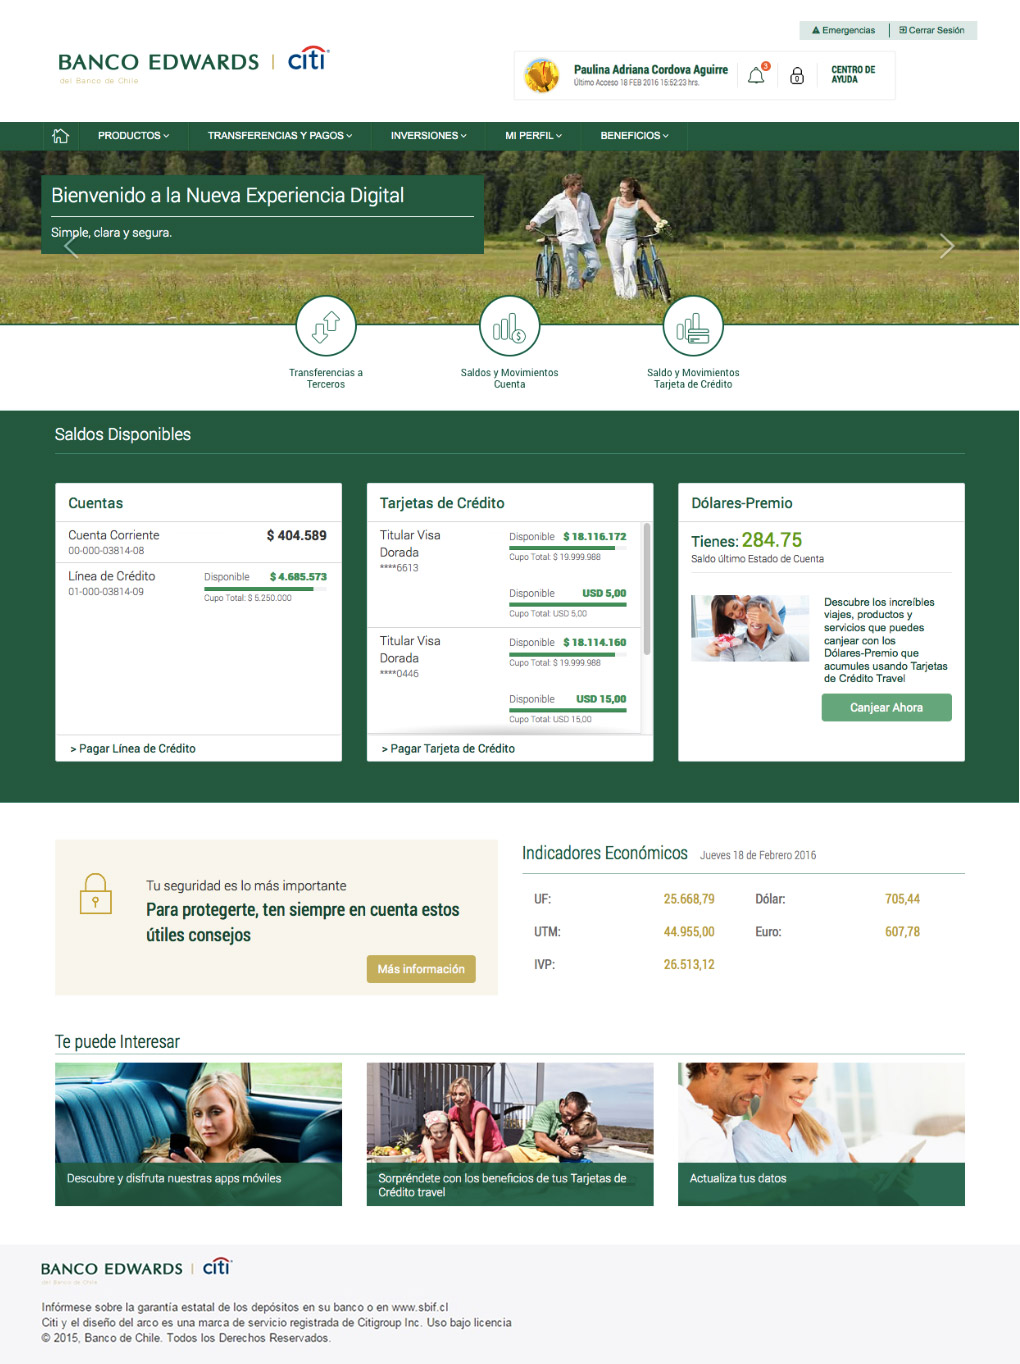 Emergencias
Cerrar Sesión
BANCO EDWARDS | citi
del Banco de Chile
Paulina Adriana Cordova Aguirre
Último Acceso 18 FEB 2016 15:52:23 hrs.
3
CENTRO DE
AYUDA
PRODUCTOS
TRANSFERENCIAS Y PAGOS
INVERSIONES
MI PERFIL
BENEFICIOS
Bienvenido a la Nueva Experiencia Digital
Simple, clara y segura.
Transferencias a
Terceros
Saldos y Movimientos
Cuenta
Saldo y Movimientos
Tarjeta de Crédito
Saldos Disponibles
Cuentas
Cuenta Corriente $ 404.589
00-000-03814-08
Línea de Crédito Disponible $ 4.685.573
01-000-03814-09 Cupo Total: $ 5.250.000
> Pagar Línea de Crédito
Tarjetas de Crédito
Titular Visa Disponible $ 18.116.172
Dorada Cupo Total: $ 19.999.988
****6613
Disponible USD 5,00
Cupo Total: USD 5,00
Titular Visa Disponible $ 18.114.160
Dorada Cupo Total: $ 19.999.988
****0446
Disponible USD 15,00
Cupo Total: USD 15,00
> Pagar Tarjeta de Crédito
Dólares-Premio
Tienes: 284.75
Saldo último Estado de Cuenta
Descubre los increíbles
viajes, productos y
servicios que puedes
canjear con los
Dólares-Premio que
acumules usando Tarjetas
de Crédito Travel
Canjear Ahora
Tu seguridad es lo más importante
Para protegerte, ten siempre en cuenta estos
útiles consejos
Más información
Indicadores Económicos Jueves 18 de Febrero 2016
UF: 25.668,79 Dólar: 705,44
UTM: 44.955,00 Euro: 607,78
IVP: 26.513,12
Te puede Interesar
Descubre y disfruta nuestras apps móviles
Sorpréndete con los beneficios de tus Tarjetas de
Crédito travel
Actualiza tus datos
BANCO EDWARDS | citi
del Banco de Chile
Infórmese sobre la garantía estatal de los depósitos en su banco o en www.sbif.cl
Citi y el diseño del arco es una marca de servicio registrada de Citigroup Inc. Uso bajo licencia
© 2015, Banco de Chile. Todos los Derechos Reservados.